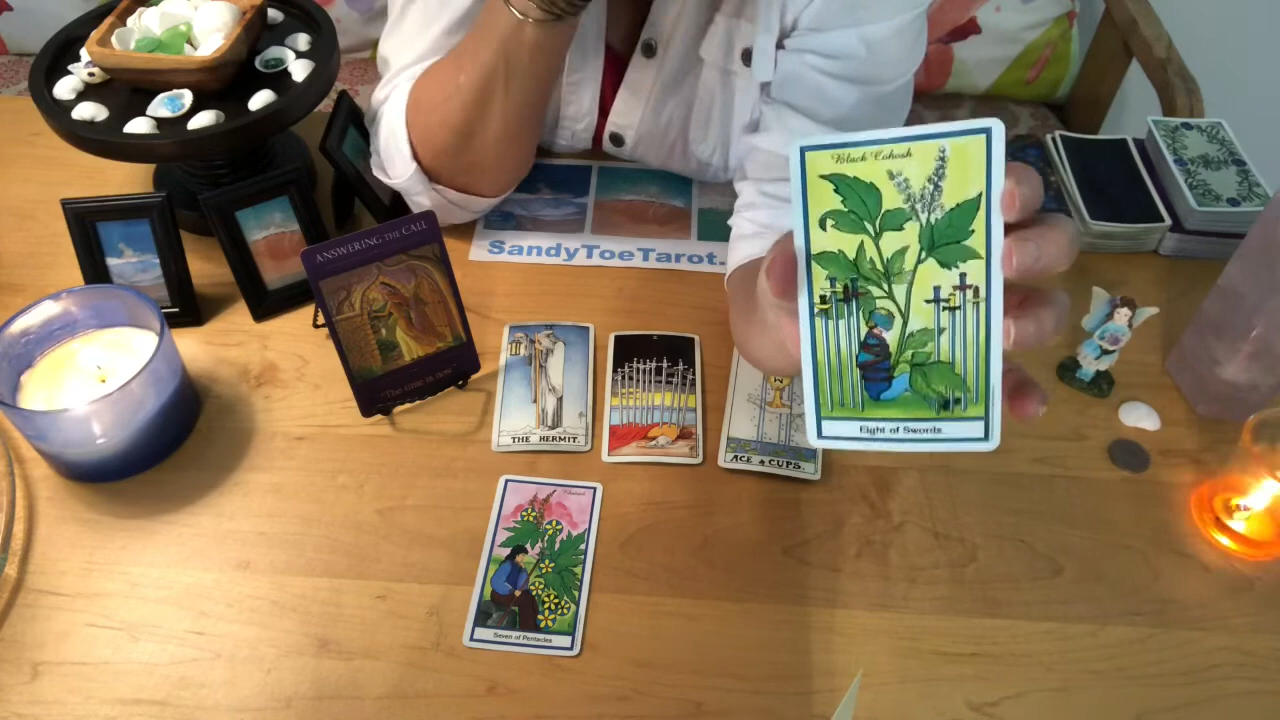 Black Cohosh
Eight of Swords
SandyToeTarot.
ANSWERING THE CALL
"The time is now"
THE HERMIT.
X
ACE of CUPS.
Rhubarb
Seven of Pentacles